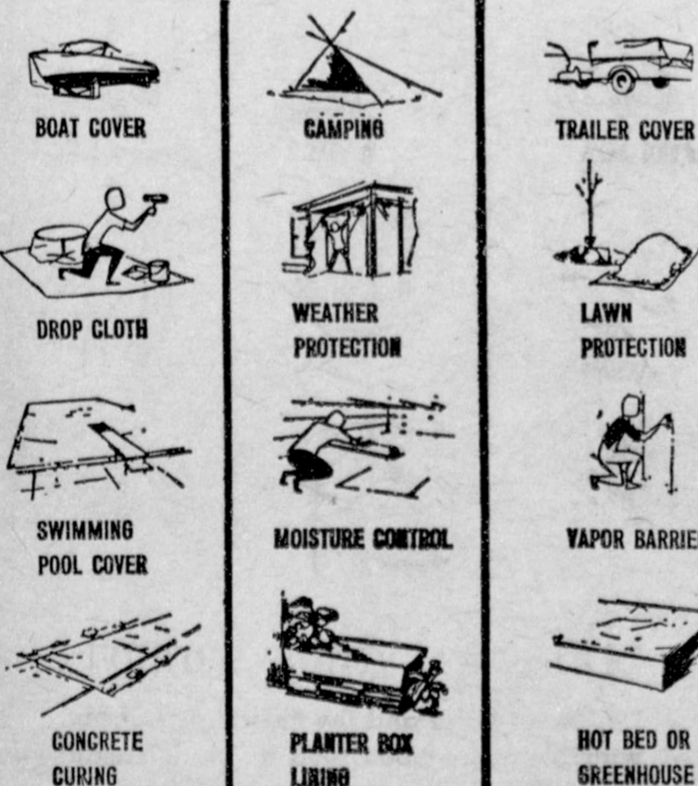 BOAT COVER
CAMPING
TRAILER COVER
DROP CLOTH
WEATHER
PROTECTION
LAWN
PROTECTION
SWIMMING
POOL COVER
MOISTURE CONTROL
VAPOR BARRIE
CONCRETE
CURING
PLANTER BOX
LINING
HOT BED OR
GREENHOUSE